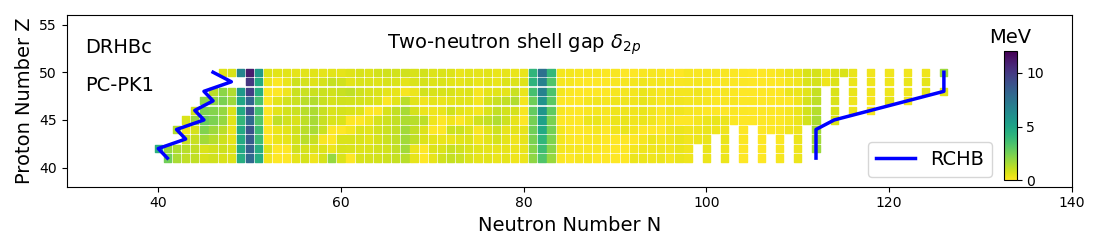 Two-neutron shell gap δ2p
DRHBc
PC-PK1
MeV
10
5
0
RCHB
Proton Number Z
55
50
45
40
40 60 80 100 120 140
Neutron Number N